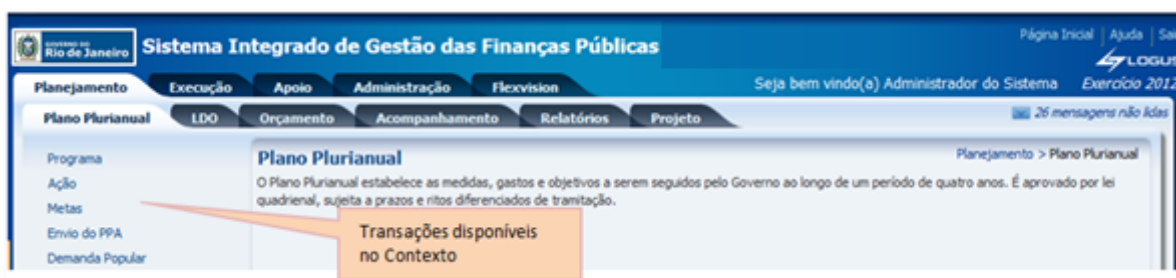 GOVERNO DO
Rio de Janeiro
Sistema Integrado de Gestão das Finanças Públicas
Página Inicial | Ajuda | Sai
LOGUS
Planejamento Execução Apoio Administração Flexvision
Seja bem vindo(a) Administrador do Sistema Exercício 2012
Plano Plurianual LDO Orçamento Acompanhamento Relatórios Projeto
26 mensagens não lidas
Programa
Ação
Metas
Envio do PPA
Demanda Popular
Plano Plurianual
Planejamento > Plano Plurianual
O Plano Plurianual estabelece as medidas, gastos e objetivos a serem seguidos pelo Governo ao longo de um período de quatro anos. É aprovado por lei
quadrienal, sujeita a prazos e ritos diferenciados de tramitação.
Transações disponíveis
no Contexto